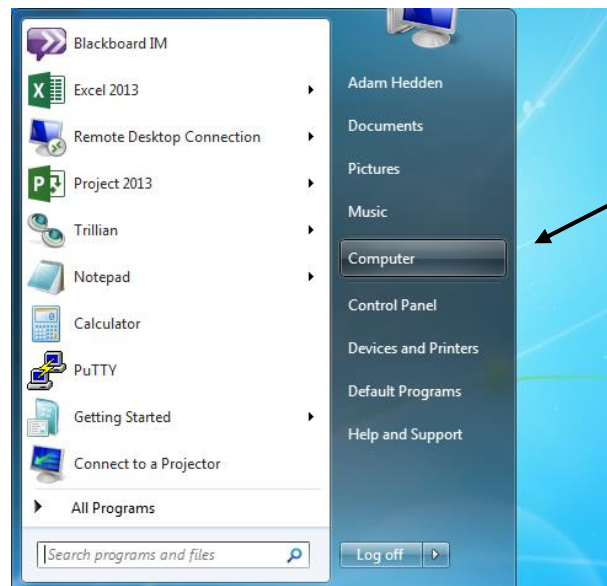 Blackboard IM
Excel 2013
Remote Desktop Connection
Project 2013
Trillian
Notepad
Calculator
PuTTY
Getting Started
Connect to a Projector
All Programs
Search programs and files
Adam Hedden
Documents
Pictures
Music
Computer
Control Panel
Devices and Printers
Default Programs
Help and Support
Log off